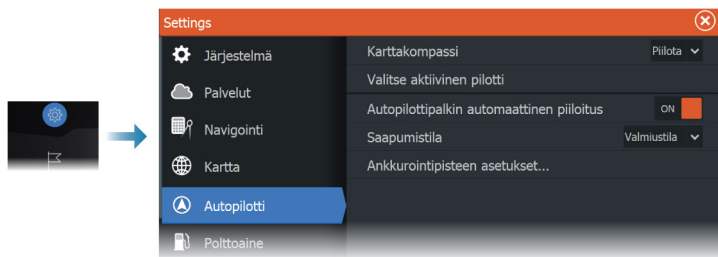 Settings
Järjestelmä
Palvelut
Navigointi
Kartta
Autopilotti
Polttoaine
Karttakompassi Piilota
Valitse aktiivinen pilotti
Autopilottipalkin automaattinen piiloitus ON
Saapumistila Valmiustila
Ankkurointipisteen asetukset...